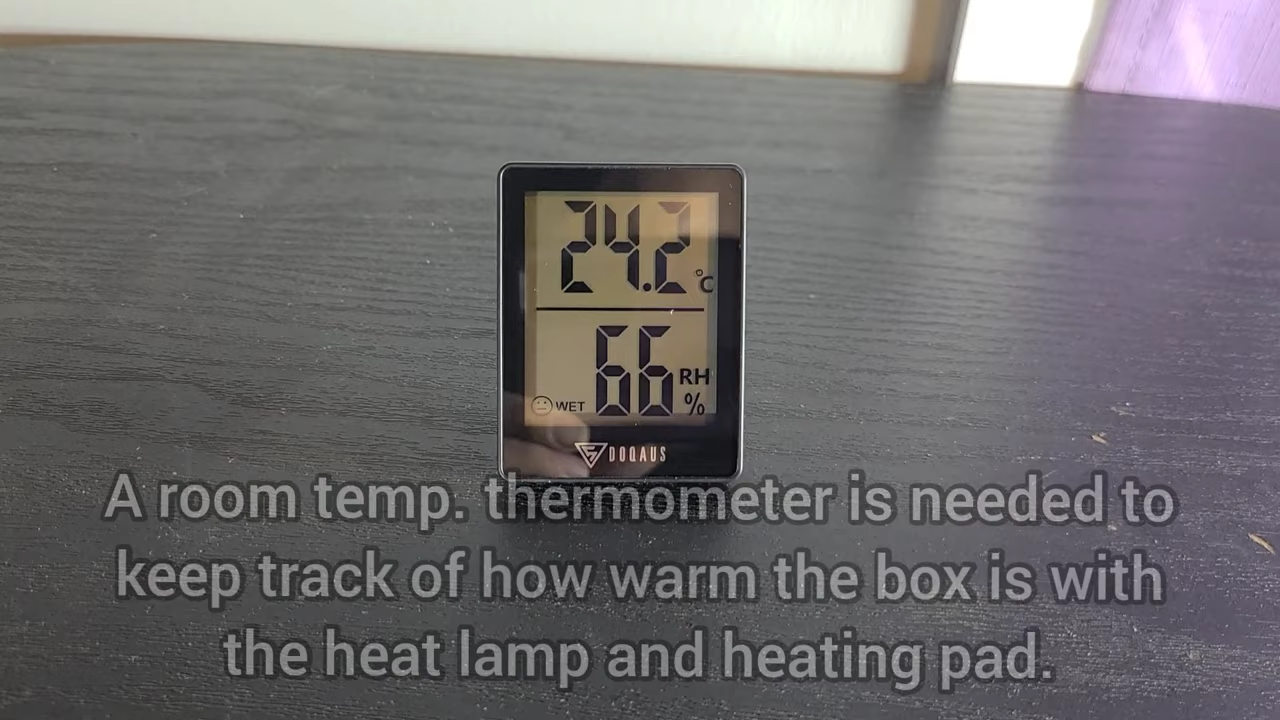 24.2 °C
66 RH %
WET
DOQAUS
A room temp. thermometer is needed to
keep track of how warm the box is with
the heat lamp and heating pad.